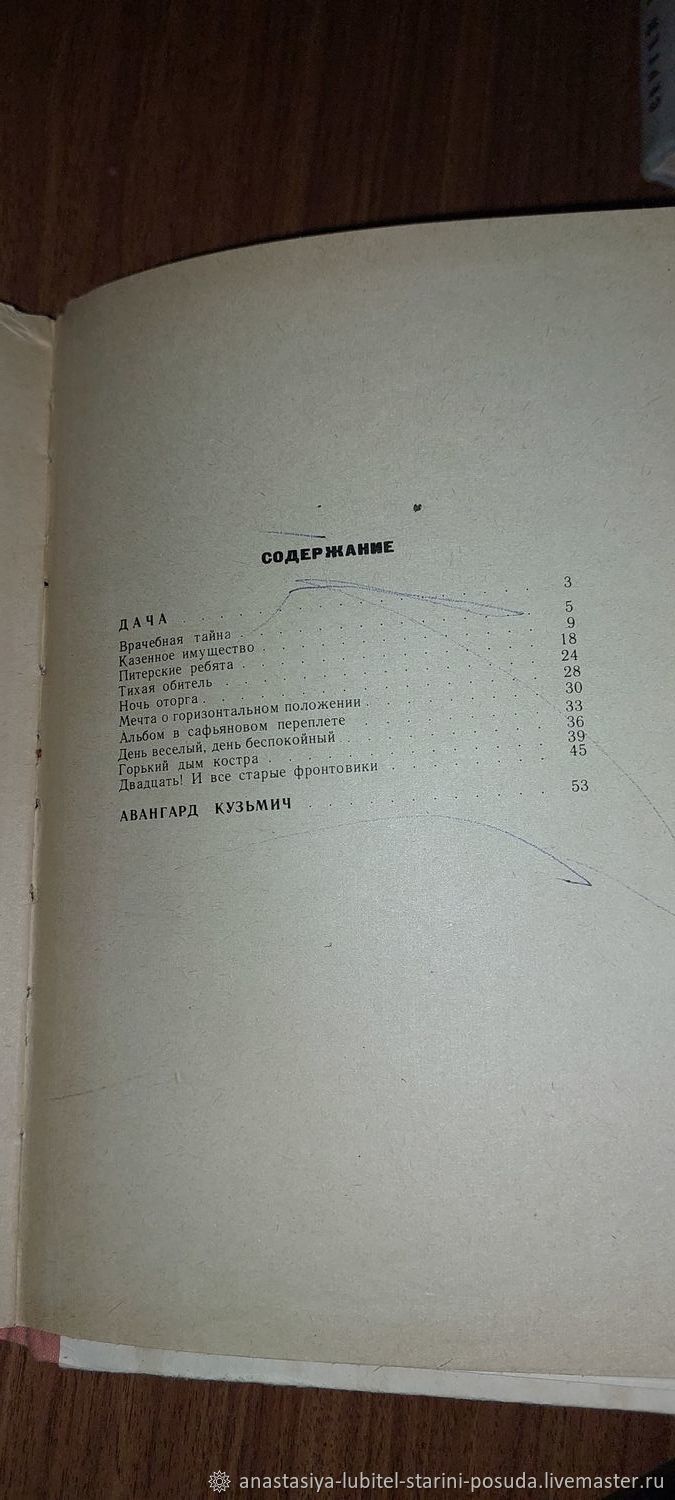 СОДЕРЖАНИЕ
ДАЧА . . . 3
Врачебная тайна . . . 5
Казенное имущество . . . 9
Питерские ребята . . . 18
Тихая обитель . . . 24
Ночь оторга . . . 28
Мечта о горизонтальном положении . . . 30
Альбом в сафьяновом переплете . . . 33
День веселый, день беспокойный . . . 36
Горький дым костра . . . 39
Двадцать! И все старые фронтовики . . . 45
АВАНГАРД КУЗЬМИЧ . . . 53
anastasiya-lubitel-starini-posuda.livemaster.ru